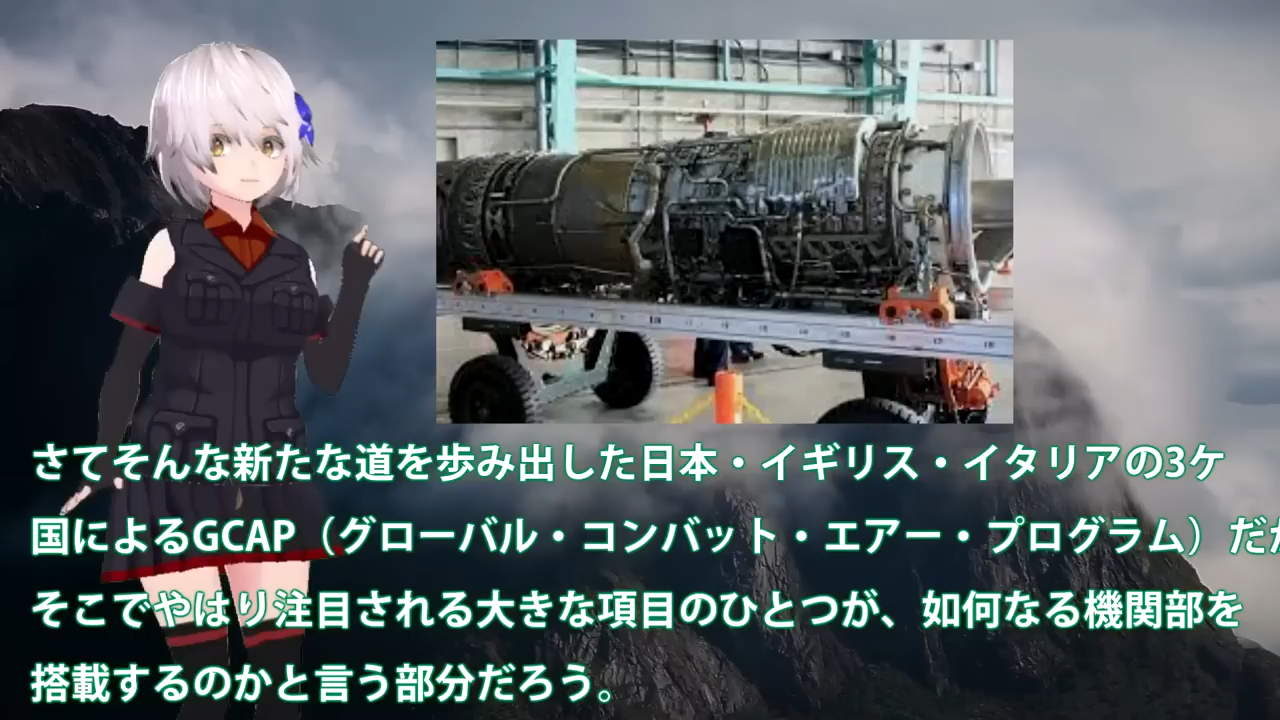 さてそんな新たな道を歩み出した日本・イギリス・イタリアの3ケ
国によるGCAP（グローバル・コンバット・エアー・プログラム）だが
そこでやはり注目される大きな項目のひとつが、如何なる機関部を
搭載するのかと言う部分だろう。